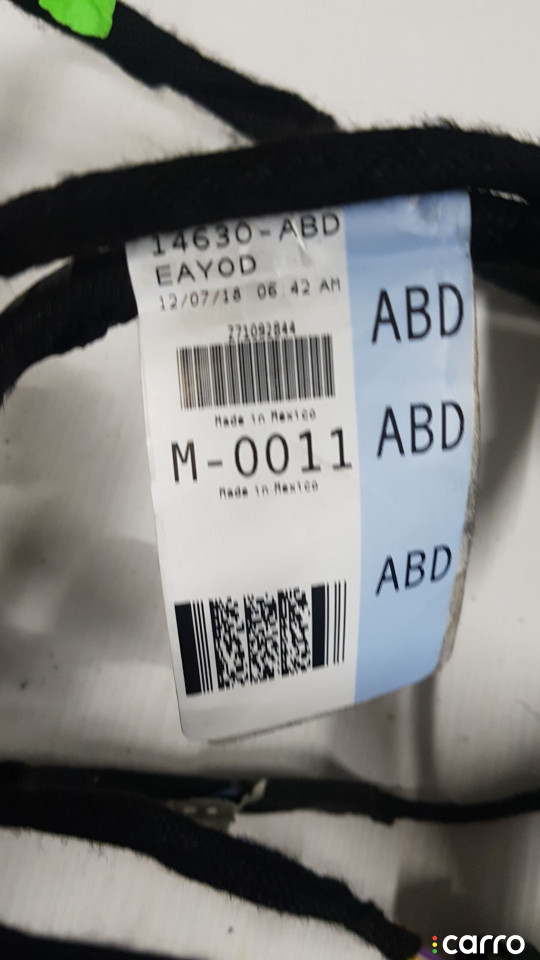 14630-ABD
EAYOD
12/07/18 06 42 AM
Z71092844
Made in Mexico
M-0011
Made in Mexico
ABD
ABD
ABD
carro